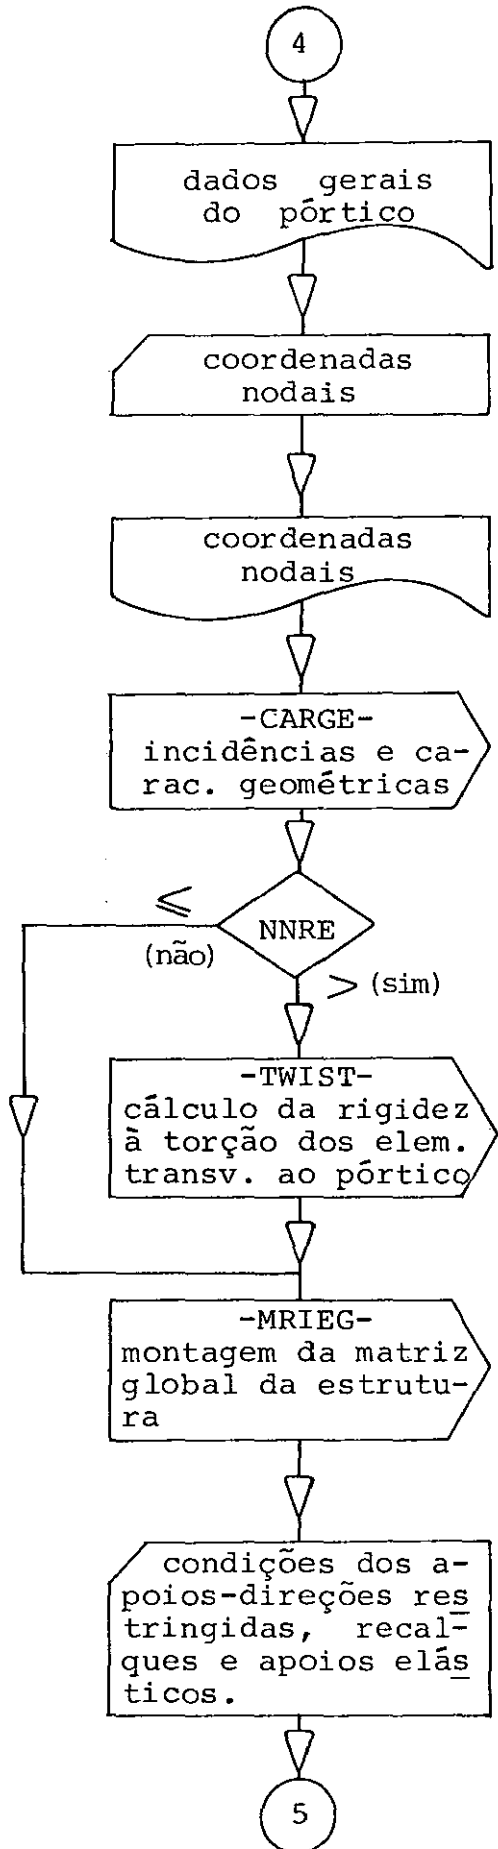 4
dados gerais
do pórtico
coordenadas
nodais
coordenadas
nodais
-CARGE-
incidências e ca-
rac. geométricas
⩽
(não)
NNRE
> (sim)
-TWIST-
cálculo da rigidez
à torção dos elem.
transv. ao pórtico
-MRIEG-
montagem da matriz
global da estrutu-
ra
condições dos a-
poios-direções res
tringidas, recal-
ques e apoios elás
ticos.
5